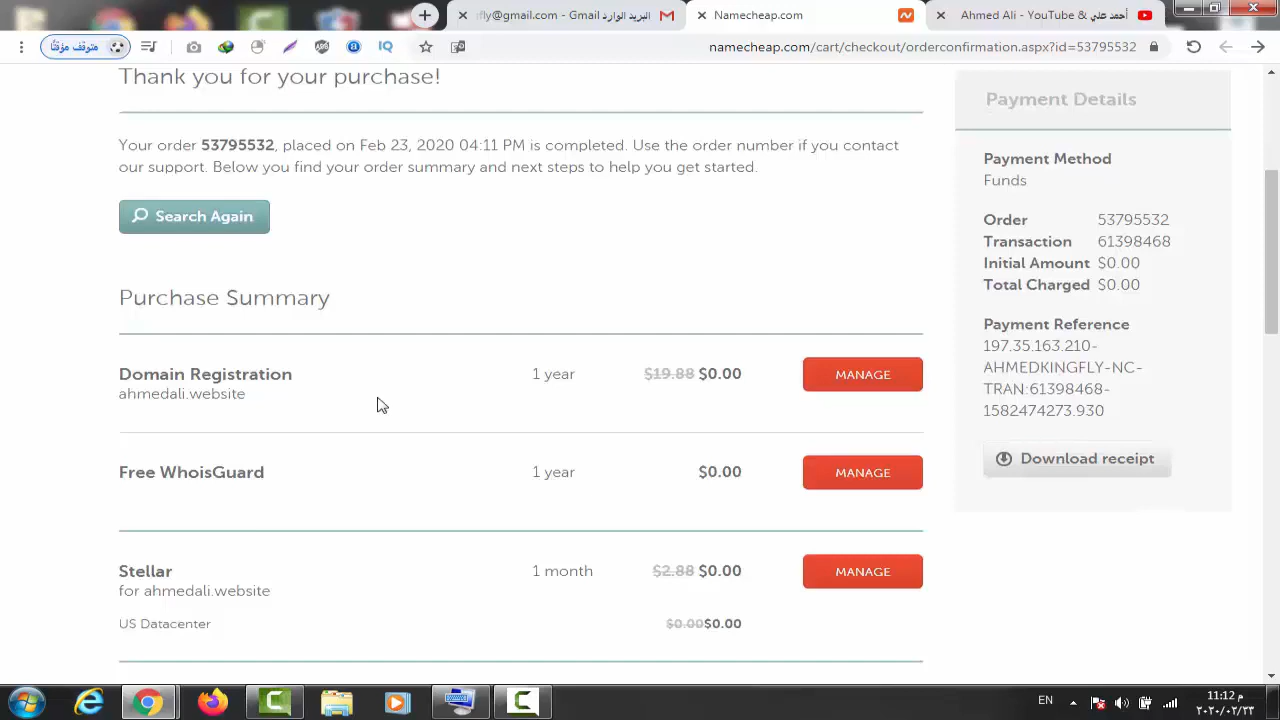 fly@gmail.com - Gmail البريد الوارد
Namecheap.com
Ahmed Ali - YouTube & أحمد علي
متوقف مؤقتًا
namecheap.com/cart/checkout/orderconfirmation.aspx?id=53795532
Thank you for your purchase!
Your order 53795532, placed on Feb 23, 2020 04:11 PM is completed. Use the order number if you contact
our support. Below you find your order summary and next steps to help you get started.
Search Again
Purchase Summary
Domain Registration 1 year $19.88 $0.00 MANAGE
ahmedali.website
Free WhoisGuard 1 year $0.00 MANAGE
Stellar 1 month $2.88 $0.00 MANAGE
for ahmedali.website
US Datacenter $0.00 $0.00
Payment Details
Payment Method
Funds
Order 53795532
Transaction 61398468
Initial Amount $0.00
Total Charged $0.00
Payment Reference
197.35.163.210-
AHMEDKINGFLY-NC-
TRAN:61398468-
1582474273.930
Download receipt
EN
11:12 م
٢٠٢٠/٠٢/٢٣